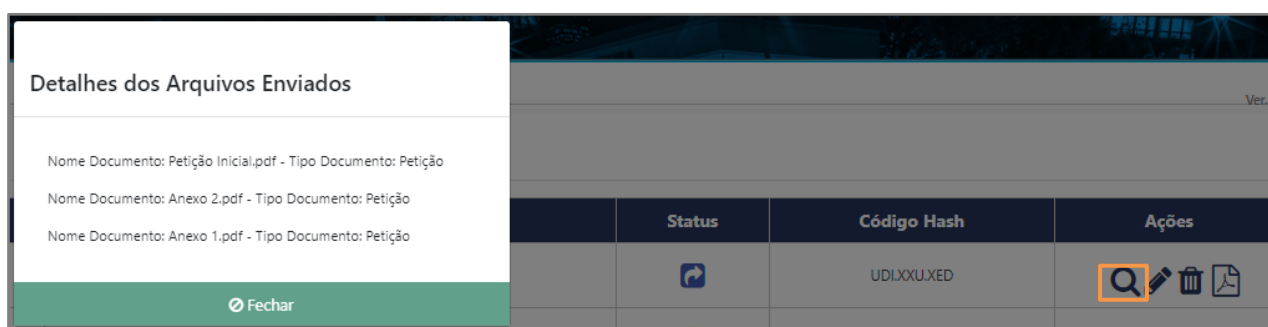 Detalhes dos Arquivos Enviados
Ver.
Nome Documento: Petição Inicial.pdf - Tipo Documento: Petição
Nome Documento: Anexo 2.pdf - Tipo Documento: Petição
Nome Documento: Anexo 1.pdf - Tipo Documento: Petição
Status Código Hash Ações
UDI.XXU.XED
Fechar